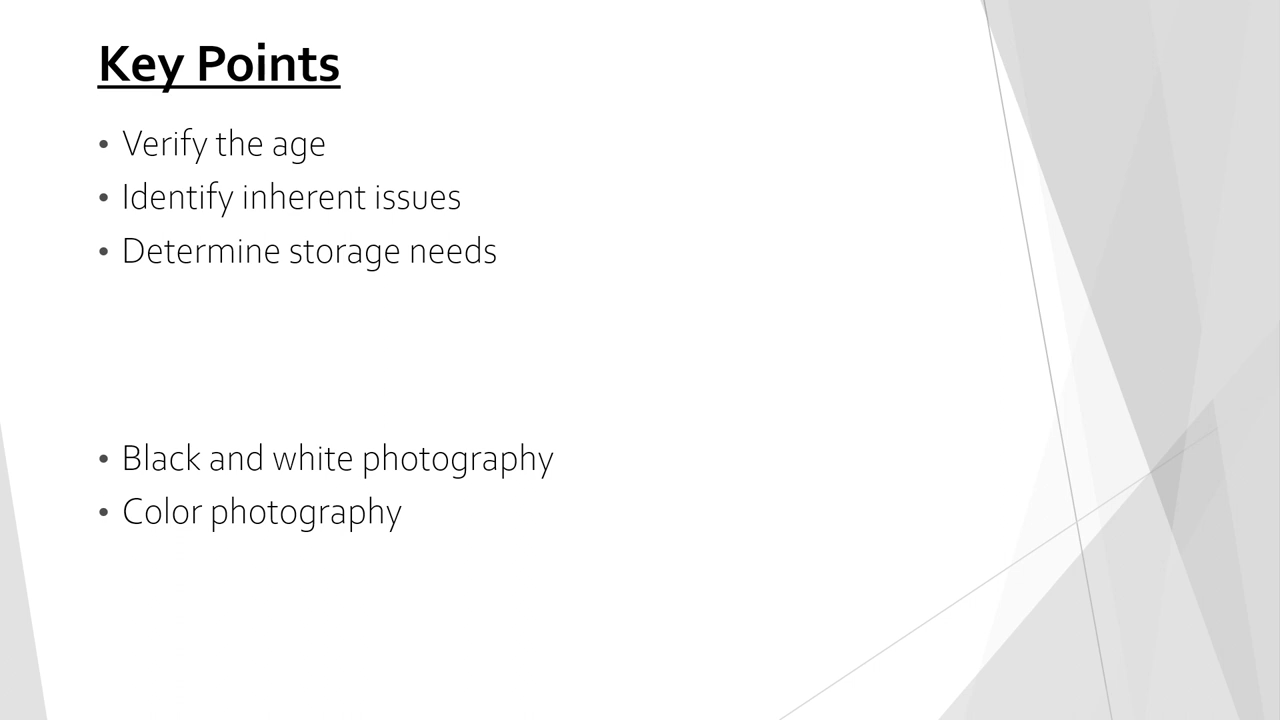 Key Points
• Verify the age
• Identify inherent issues
• Determine storage needs
• Black and white photography
• Color photography